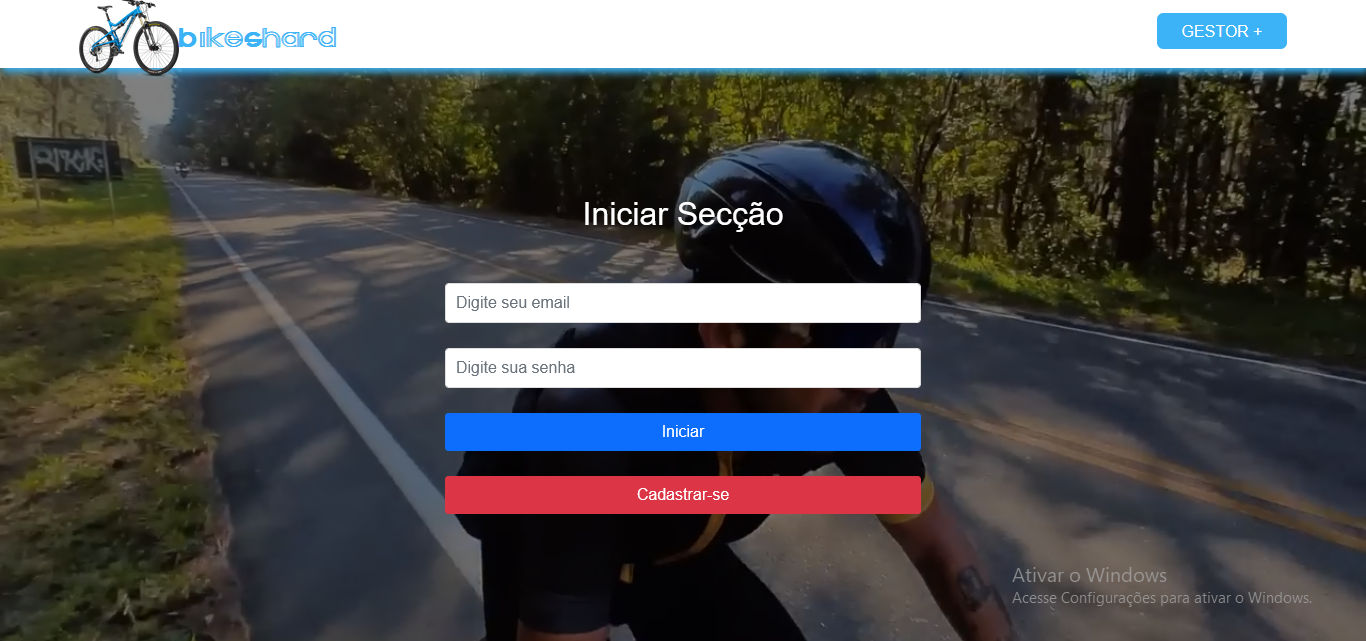 bikeshard
GESTOR +
Iniciar Secção
Digite seu email
Digite sua senha
Iniciar
Cadastrar-se
Ativar o Windows
Acesse Configurações para ativar o Windows.